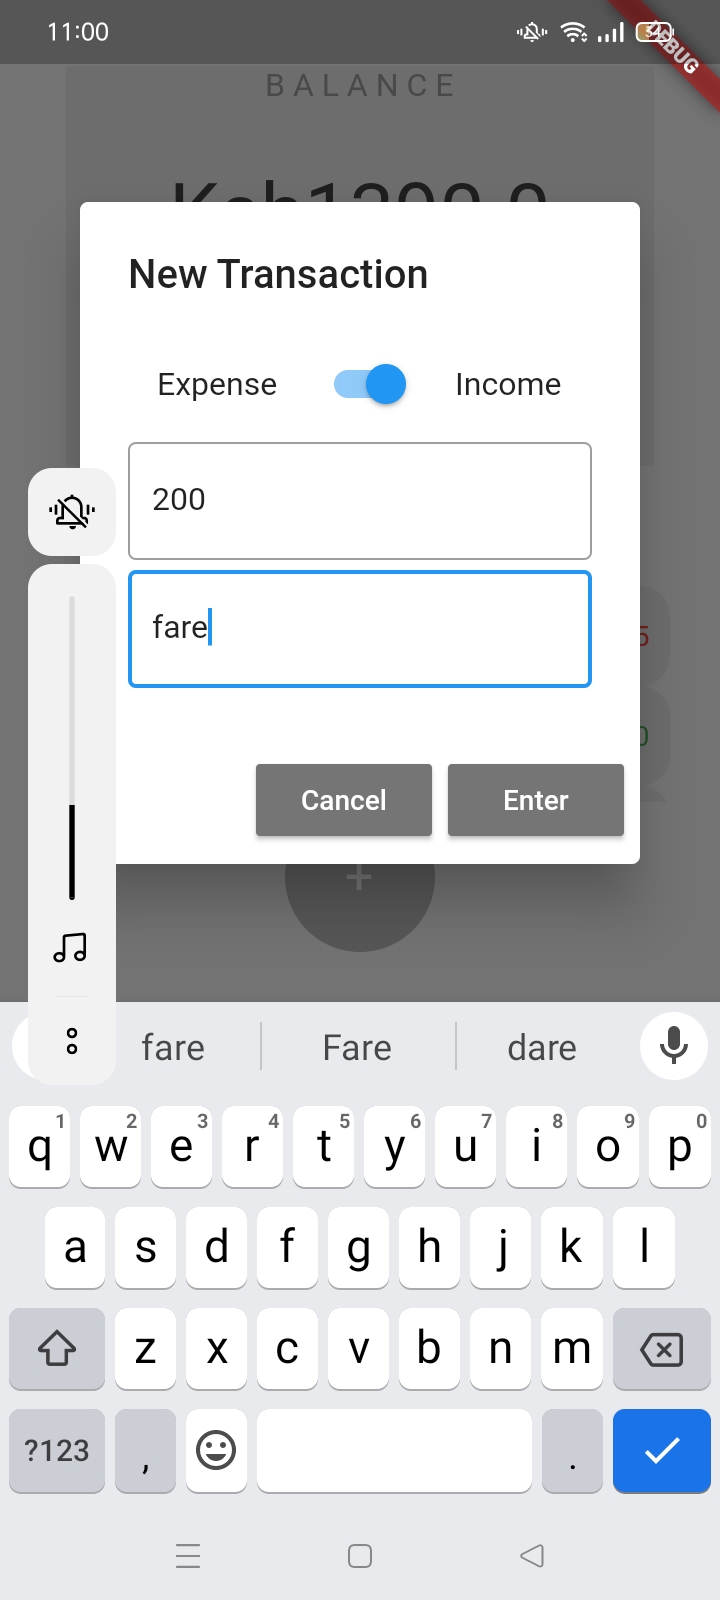 11:00
DEBUG
BALANCE
New Transaction
Expense Income
200
fare
5
0
Cancel Enter
+
fare Fare dare
1 2 3 4 5 6 7 8 9 0
q w e r t y u i o p
a s d f g h j k l
z x c v b n m
?123 , .